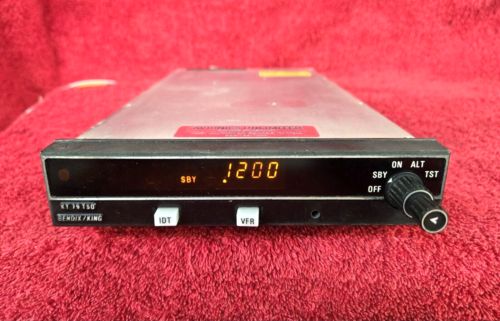 ON ALT
SBY
TST
OFF
SBY
1200
KT 76 TSO
BENDIX/KING
IDT
VFR